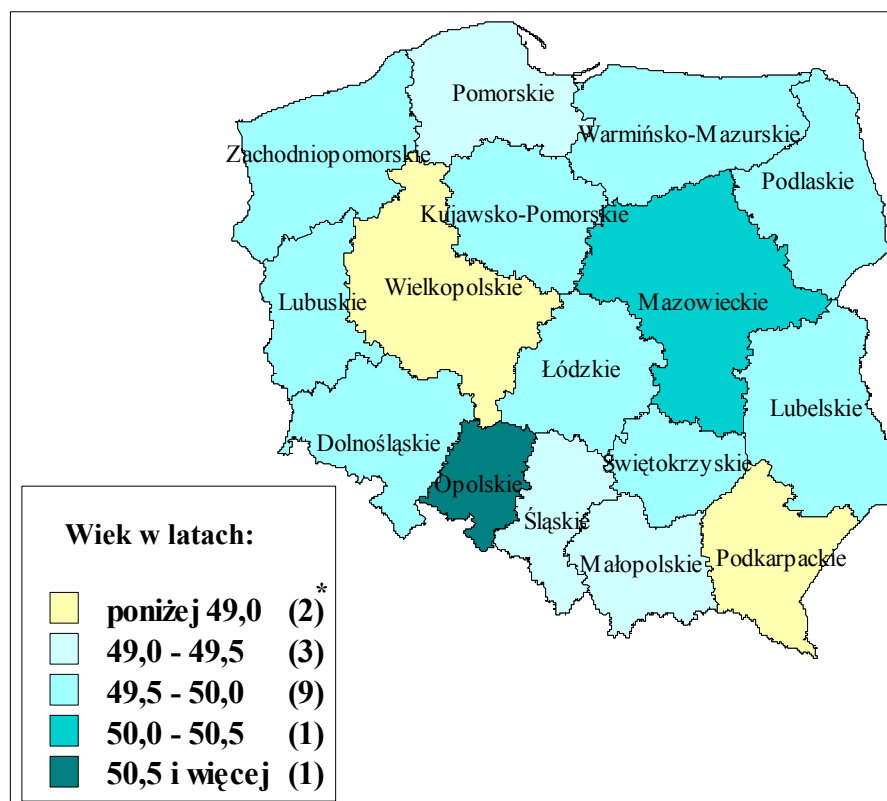 Pomorskie
Warmińsko-Mazurskie
Zachodniopomorskie
Podlaskie
Kujawsko-Pomorskie
Wielkopolskie
Lubuskie
Mazowieckie
Łódzkie
Lubelskie
Dolnośląskie
Świętokrzyskie
Opolskie
Śląskie
Małopolskie
Podkarpackie
Wiek w latach:
poniżej 49,0 (2)*
49,0 - 49,5 (3)
49,5 - 50,0 (9)
50,0 - 50,5 (1)
50,5 i więcej (1)